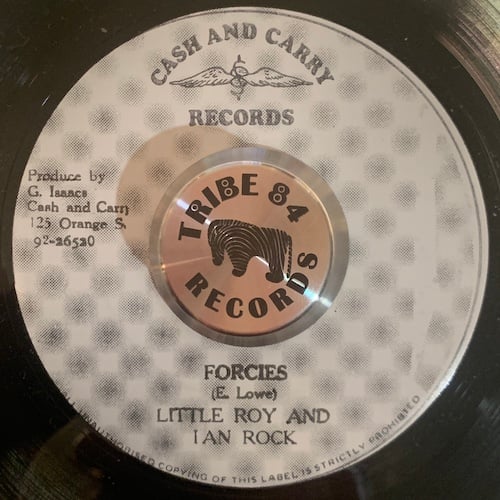 CASH AND CARRY
RECORDS
Produce by
G. Isaacs
Cash and Carry
125 Orange S.
92-26520
TRIBE 84
RECORDS
FORCIES
(E. Lowe)
LITTLE ROY AND
IAN ROCK
UNAUTHORISED COPYING OF THIS LABEL IS STRICTLY PROHIBITED